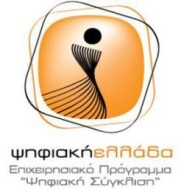 ψηφιακήελλάδα
Επιχειρησιακό Πρόγραμμα
"Ψηφιακή Σύγκλιση"